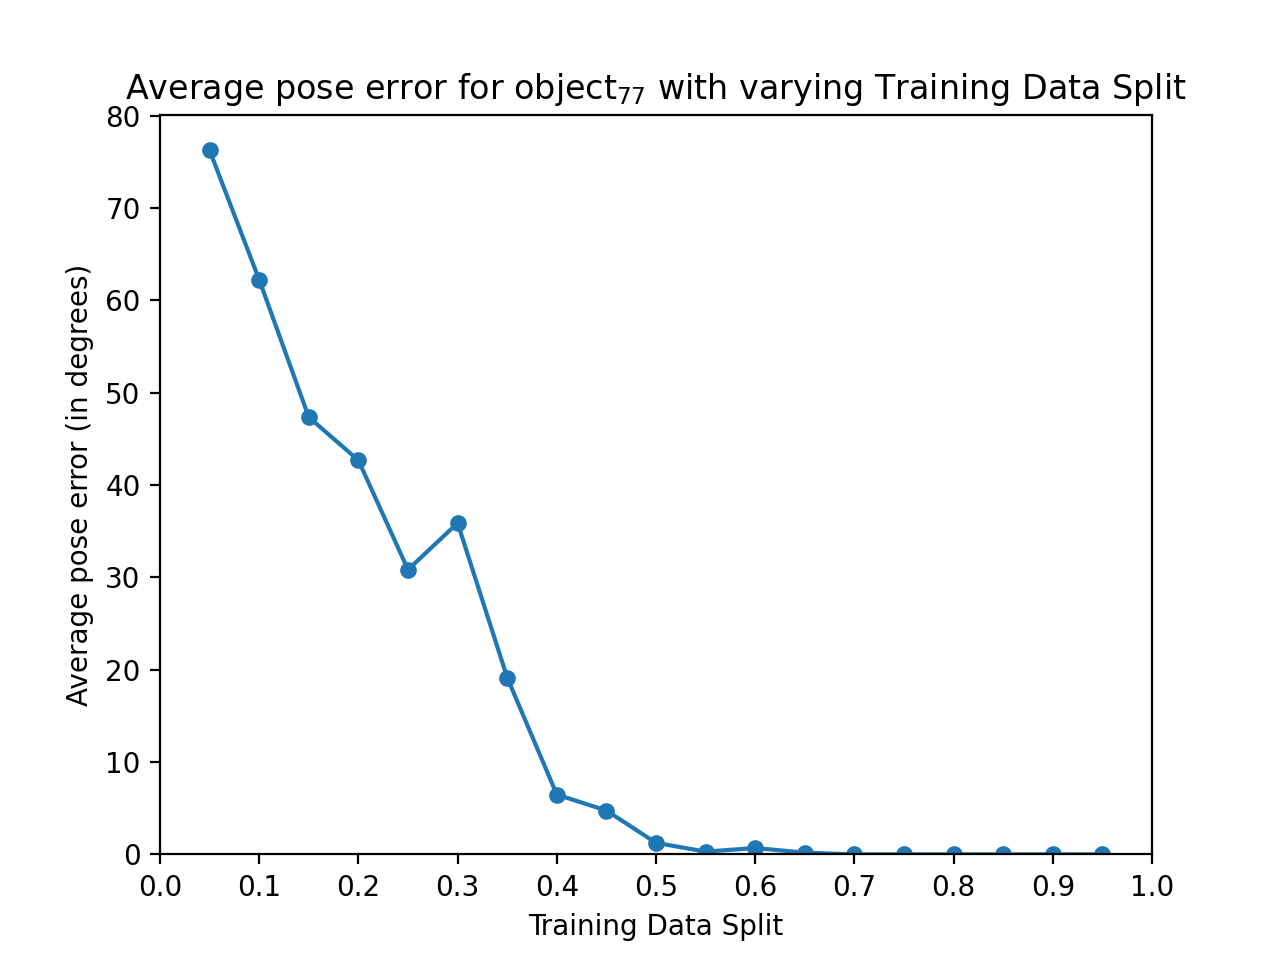 Average pose error for object₇₇ with varying Training Data Split
80
70
60
50
40
30
20
10
0
Average pose error (in degrees)
0.0 0.1 0.2 0.3 0.4 0.5 0.6 0.7 0.8 0.9 1.0
Training Data Split